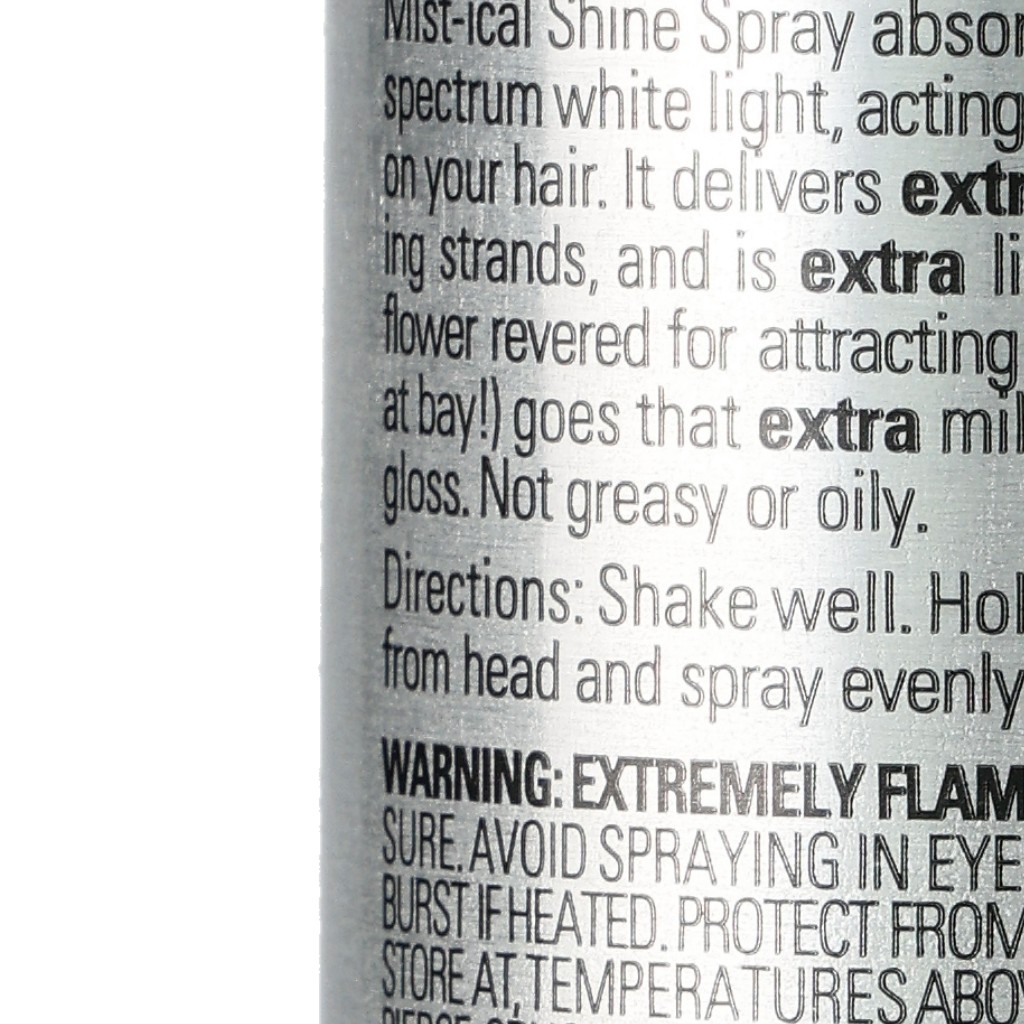 Mist-ical Shine Spray absor
spectrum white light, acting
on your hair. It delivers extr
ing strands, and is extra li
flower revered for attracting
at bay!) goes that extra mil
gloss. Not greasy or oily.
Directions: Shake well. Hol
from head and spray evenly
WARNING: EXTREMELY FLAM
SURE. AVOID SPRAYING IN EYE
BURST IF HEATED. PROTECT FROM
STORE AT, TEMPERATURES ABOV